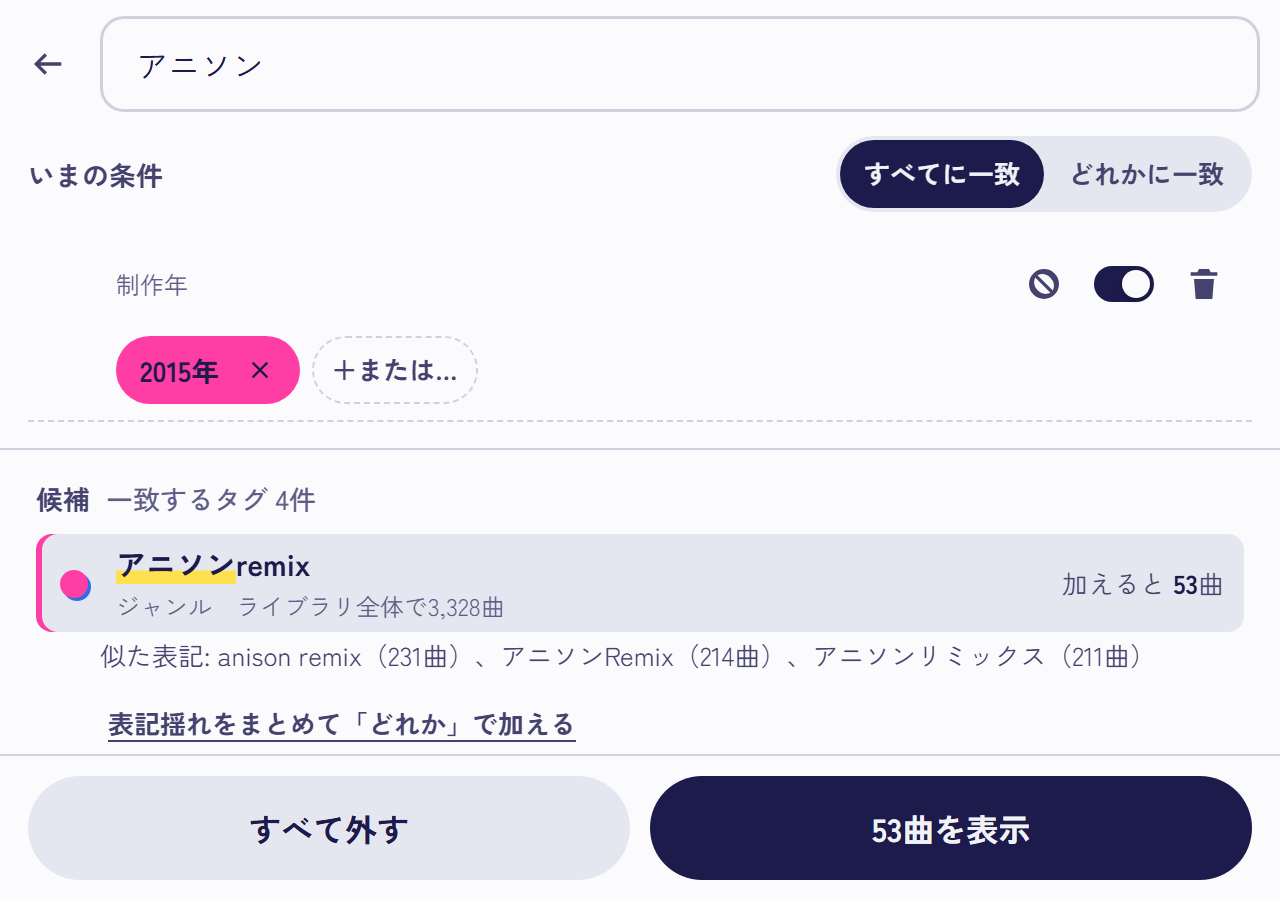 アニソン
いまの条件
すべてに一致 どれかに一致
制作年
2015年 ×
＋または…
候補 一致するタグ 4件
アニソンremix
ジャンル　ライブラリ全体で3,328曲
加えると 53曲
似た表記: anison remix（231曲）、アニソンRemix（214曲）、アニソンリミックス（211曲）
表記揺れをまとめて「どれか」で加える
すべて外す
53曲を表示